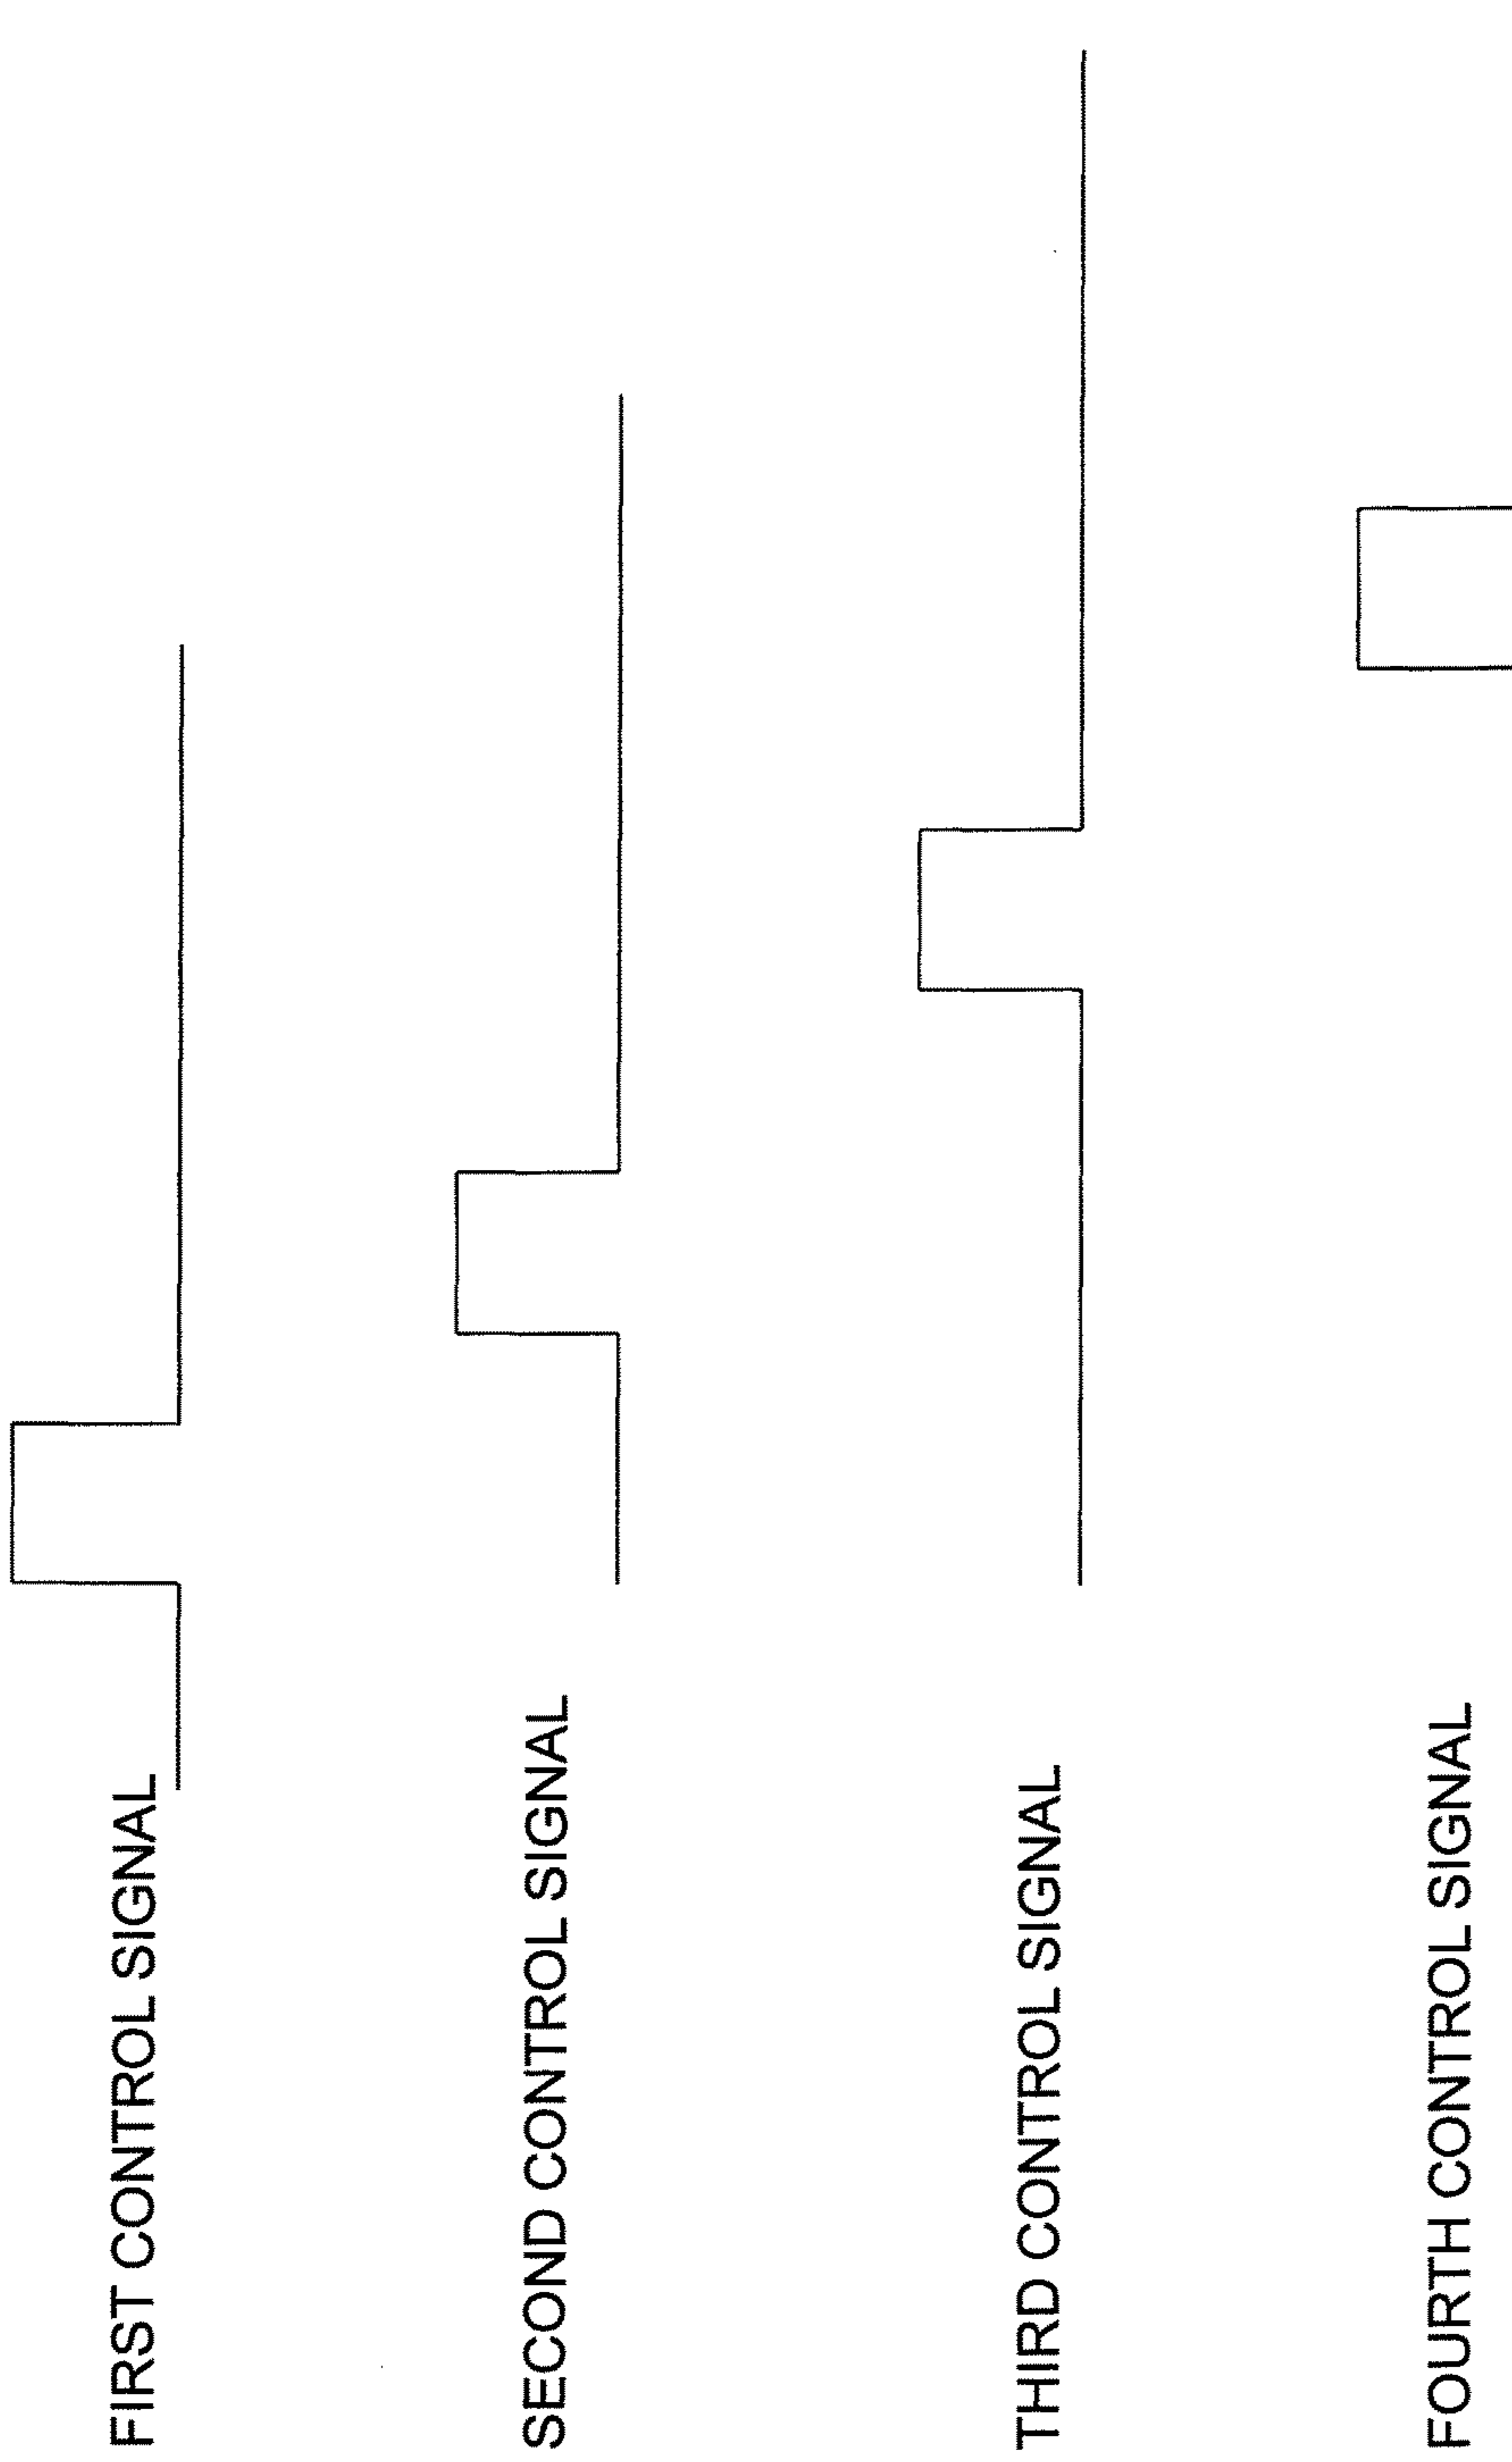 FIRST CONTROL SIGNAL
SECOND CONTROL SIGNAL
THIRD CONTROL SIGNAL
FOURTH CONTROL SIGNAL